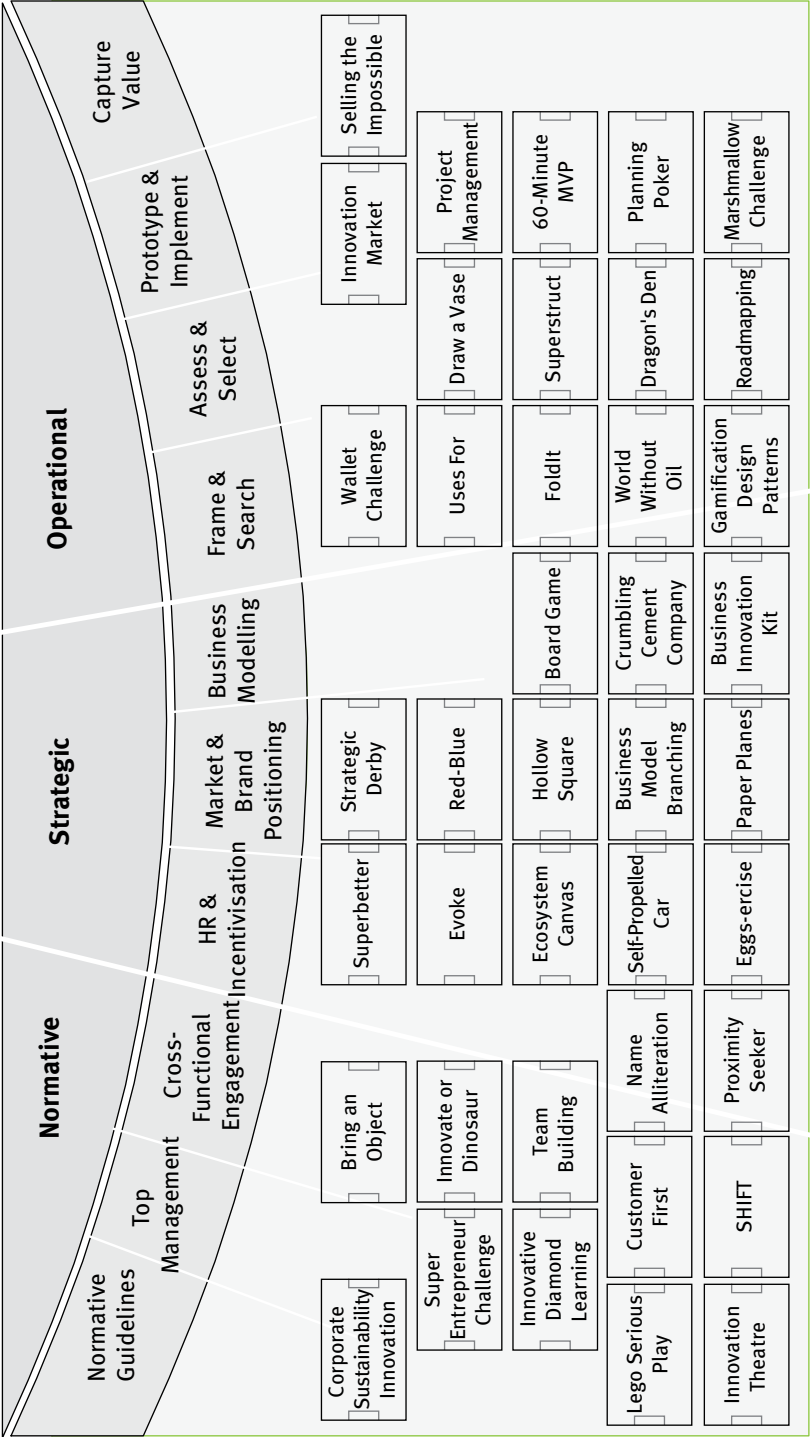 Normative
Strategic
Operational
Normative
Guidelines
Top
Management
Cross-
Functional
Engagement
HR &
Incentivisation
Market &
Brand
Positioning
Business
Modelling
Frame &
Search
Assess &
Select
Prototype &
Implement
Capture
Value
Corporate
Sustainability
Innovation
Bring an
Object
Superbetter
Strategic
Derby
Wallet
Challenge
Innovation
Market
Selling the
Impossible
Super
Entrepreneur
Challenge
Innovate or
Dinosaur
Evoke
Red-Blue
Uses For
Draw a Vase
Project
Management
Innovative
Diamond
Learning
Team
Building
Ecosystem
Canvas
Hollow
Square
Board Game
FoldIt
Superstruct
60-Minute
MVP
Lego Serious
Play
Customer
First
Name
Alliteration
Self-Propelled
Car
Business
Model
Branching
Crumbling
Cement
Company
World
Without
Oil
Dragon's Den
Planning
Poker
Innovation
Theatre
SHIFT
Proximity
Seeker
Eggs-ercise
Paper Planes
Business
Innovation
Kit
Gamification
Design
Patterns
Roadmapping
Marshmallow
Challenge